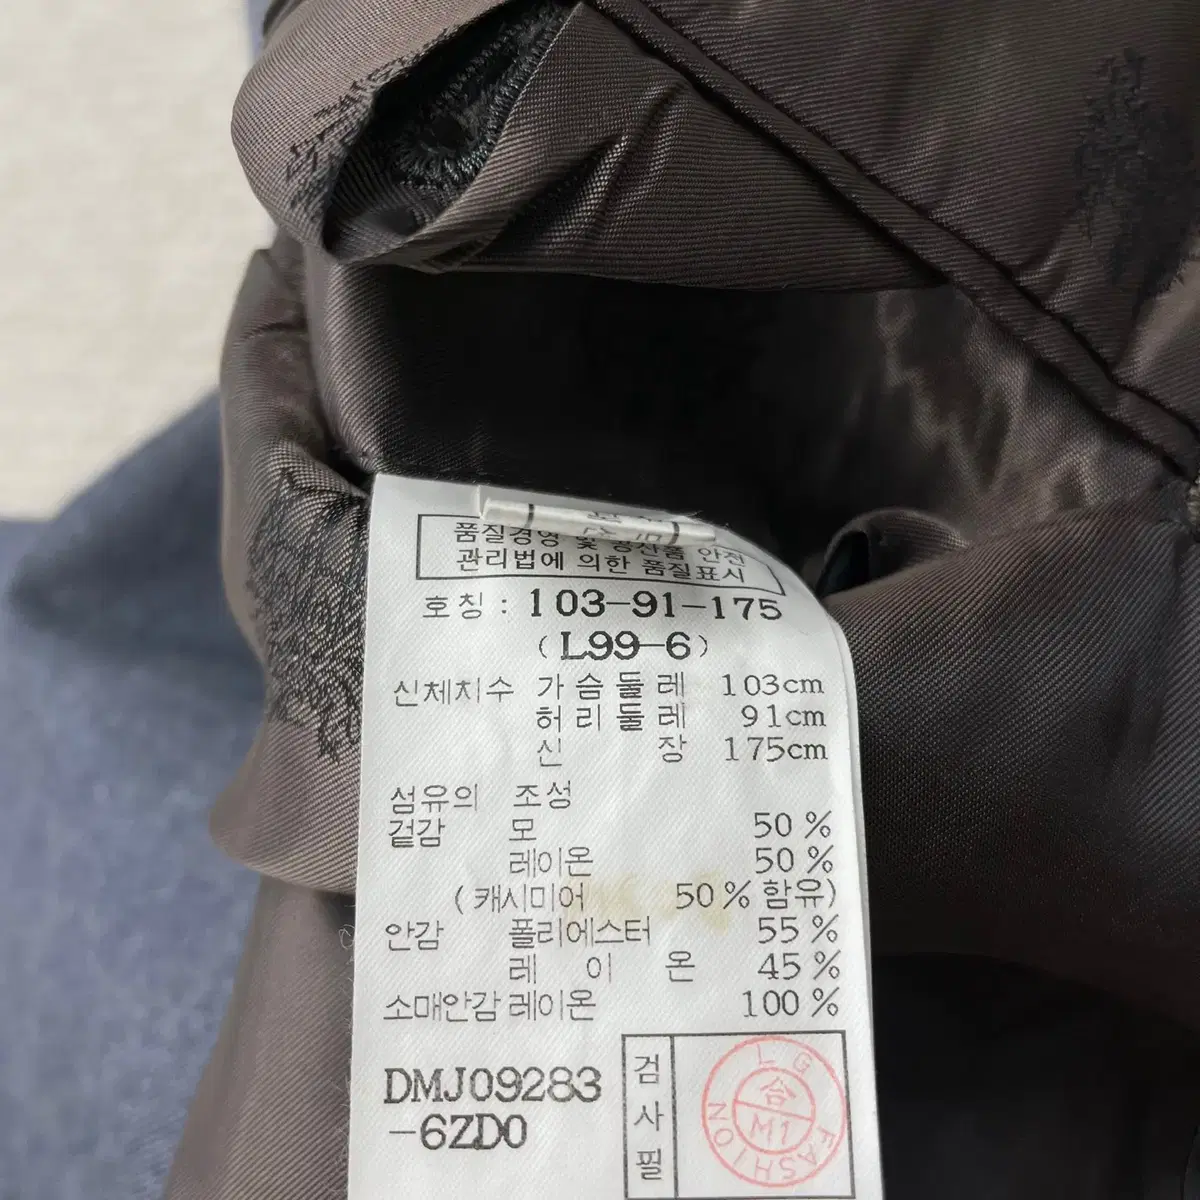 품질경영 및 공산품 안전
관리법에 의한 품질표시
호칭 : 103-91-175
(L99-6)
신체치수 가슴둘레 103cm
허리둘레 91cm
신 장 175cm
섬유의 조성
겉감 모 50%
레이온 50%
(캐시미어 50%함유)
안감 폴리에스터 55%
레이온 45%
소매안감 레이온 100%
DMJ09283
-6ZD0
검사필
LG FASHION
합
M1